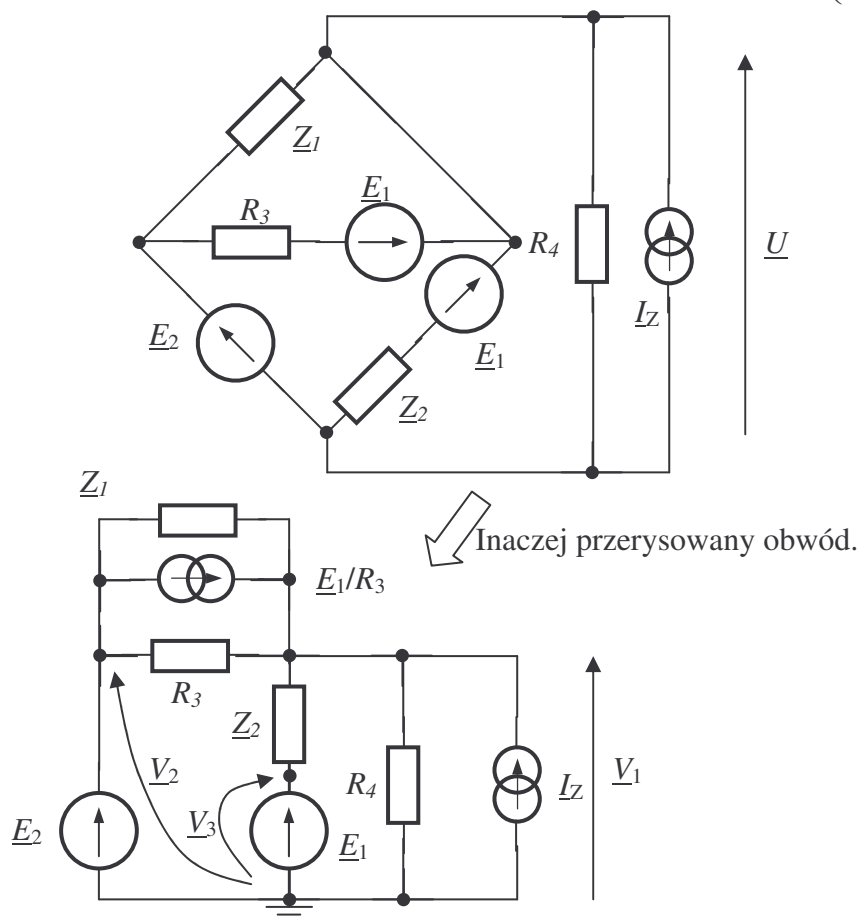 (
Z1
E1
R3
R4
U
E2
IZ
E1
Z2
Z1
Inaczej przerysowany obwód.
E1/R3
R3
Z2
V2
R4
IZ
V1
V3
E2
E1